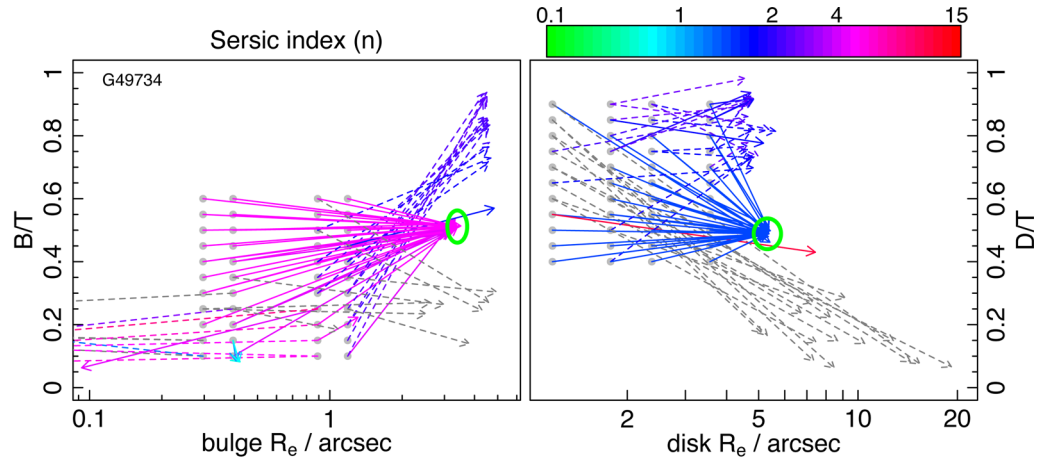 Sersic index (n)
0.1 1 2 4 15
G49734
B/T
0 0.2 0.4 0.6 0.8 1
0.1 1
bulge Re / arcsec
D/T
0 0.2 0.4 0.6 0.8 1
2 5 10 20
disk Re / arcsec